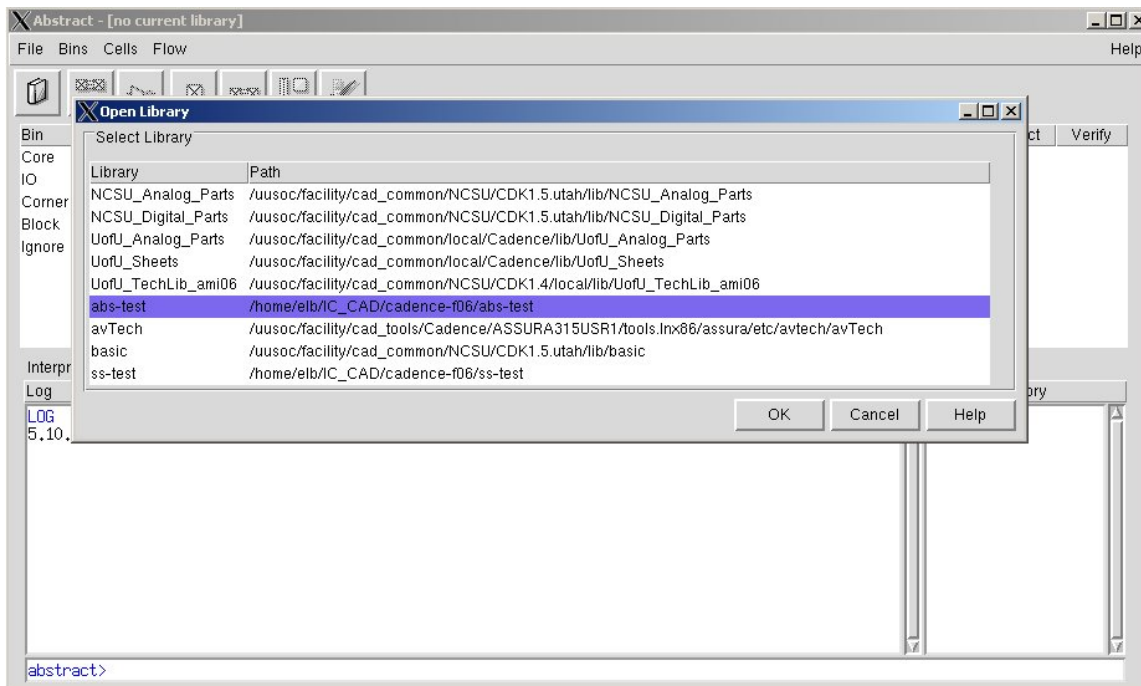 Abstract - [no current library]
File Bins Cells Flow Help
Open Library
Bin
Select Library
Verify
Core
IO
Corner
Block
Ignore
Library Path
NCSU_Analog_Parts /uusoc/facility/cad_common/NCSU/CDK1.5.utah/lib/NCSU_Analog_Parts
NCSU_Digital_Parts /uusoc/facility/cad_common/NCSU/CDK1.5.utah/lib/NCSU_Digital_Parts
UofU_Analog_Parts /uusoc/facility/cad_common/local/Cadence/lib/UofU_Analog_Parts
UofU_Sheets /uusoc/facility/cad_common/local/Cadence/lib/UofU_Sheets
UofU_TechLib_ami06 /uusoc/facility/cad_common/NCSU/CDK1.4/local/lib/UofU_TechLib_ami06
abs-test /home/elb/IC_CAD/cadence-f06/abs-test
avTech /uusoc/facility/cad_tools/Cadence/ASSURA315USR1/tools.lnx86/assura/etc/avtech/avTech
basic /uusoc/facility/cad_common/NCSU/CDK1.5.utah/lib/basic
ss-test /home/elb/IC_CAD/cadence-f06/ss-test
OK Cancel Help
Interpr
Log ory
LOG
5.10.
abstract>